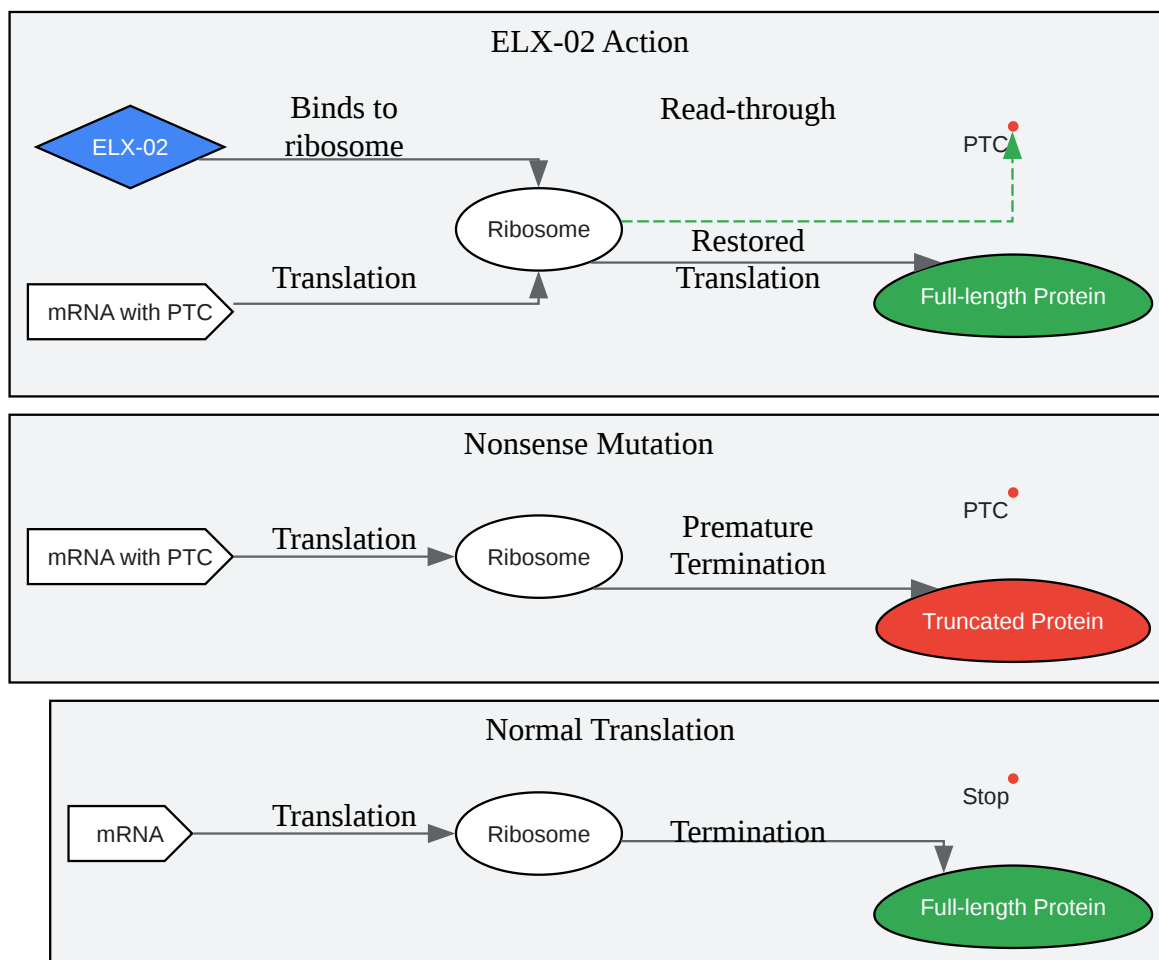 ELX-02 Action
Binds to
ribosome
Read-through
ELX-02
PTC
Ribosome
Restored
Translation
Translation
mRNA with PTC
Full-length Protein
Nonsense Mutation
PTC
mRNA with PTC
Translation
Ribosome
Premature
Termination
Truncated Protein
Normal Translation
Stop
mRNA
Translation
Ribosome
Termination
Full-length Protein